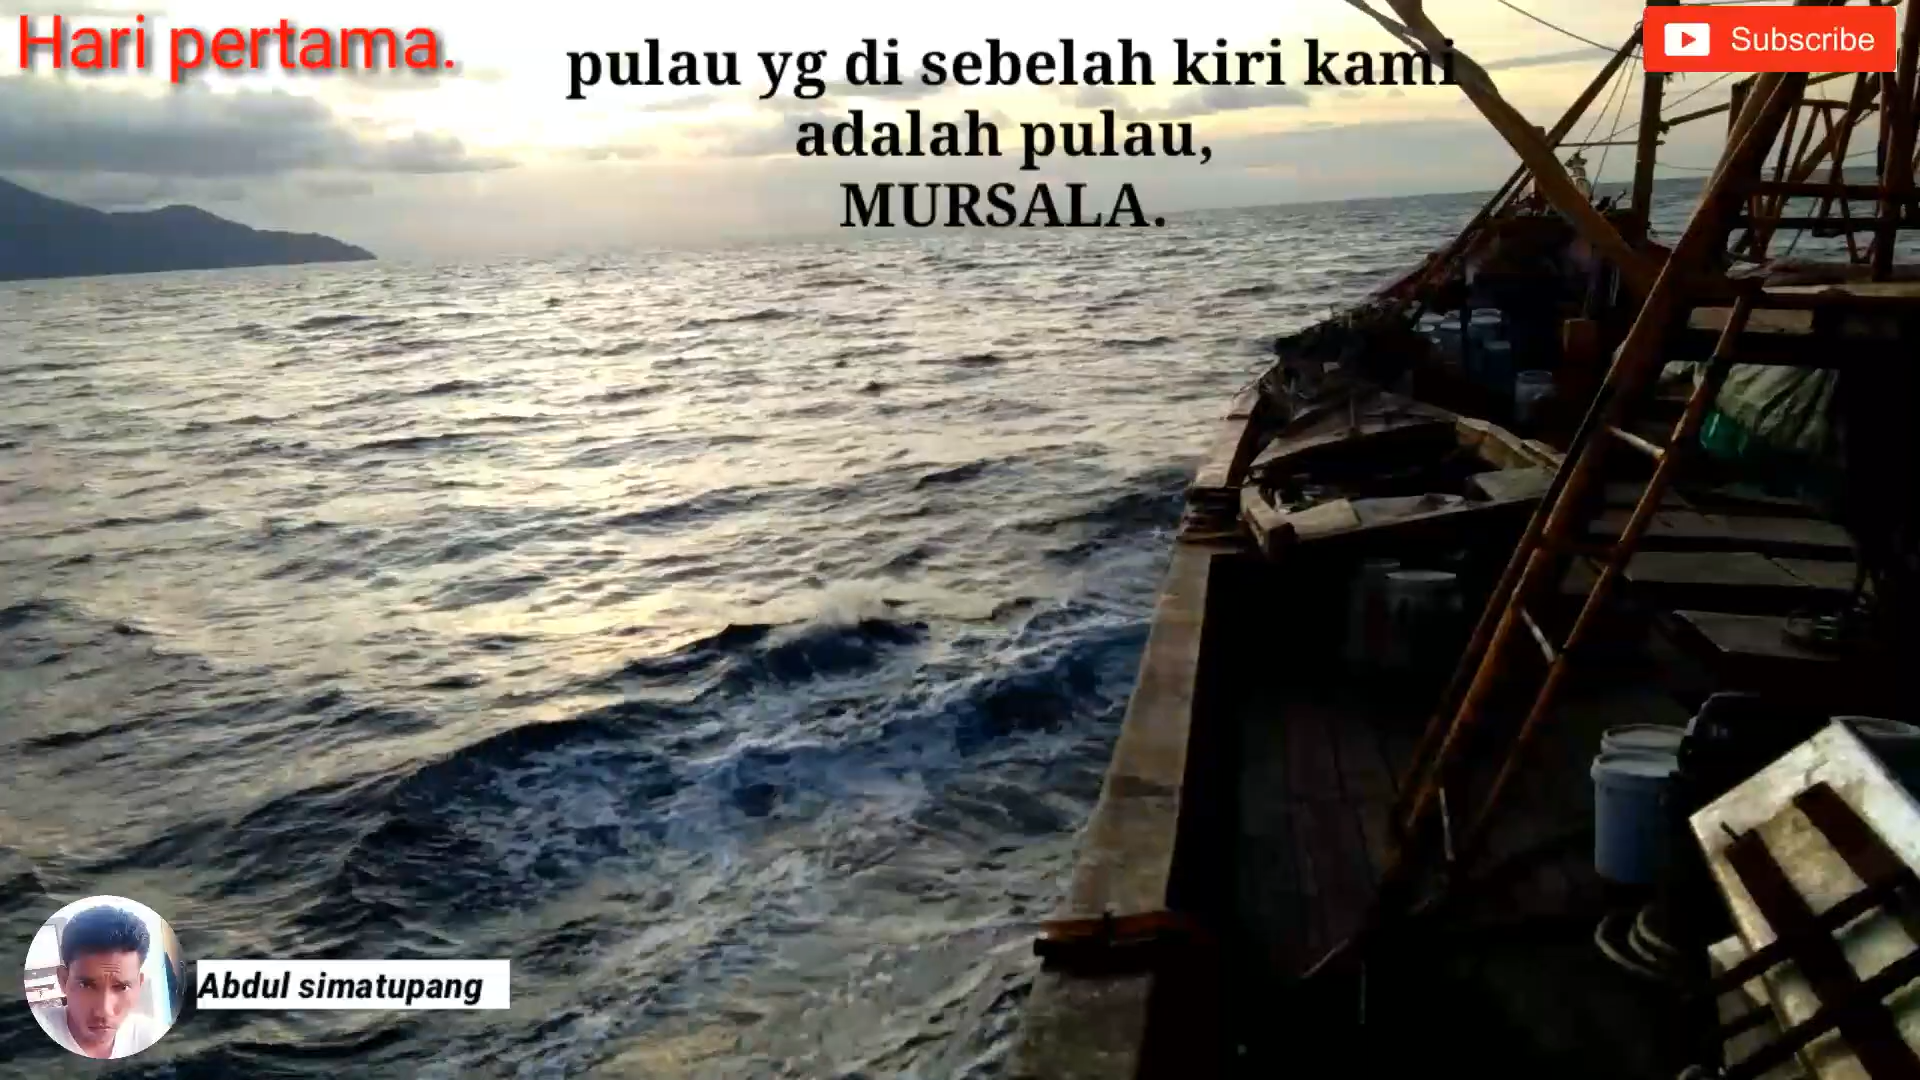 Hari pertama.
pulau yg di sebelah kiri kami
adalah pulau,
MURSALA.
Subscribe
Abdul simatupang